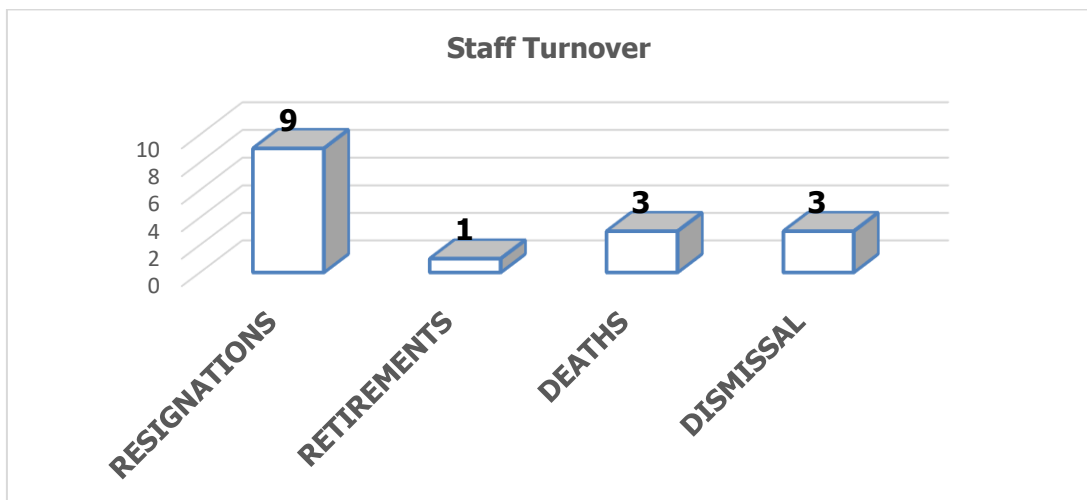 Staff Turnover
9
1
3
3
10
8
6
4
2
0
RESIGNATIONS
RETIREMENTS
DEATHS
DISMISSAL